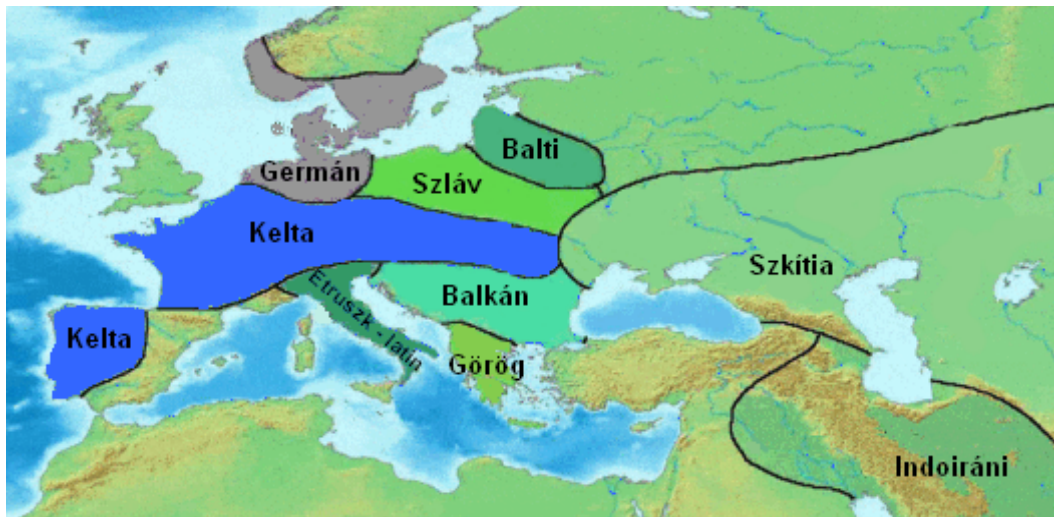 Balti
Germán
Szláv
Kelta
Szkítia
Etruszk - latin
Balkán
Kelta
Görög
Indoiráni